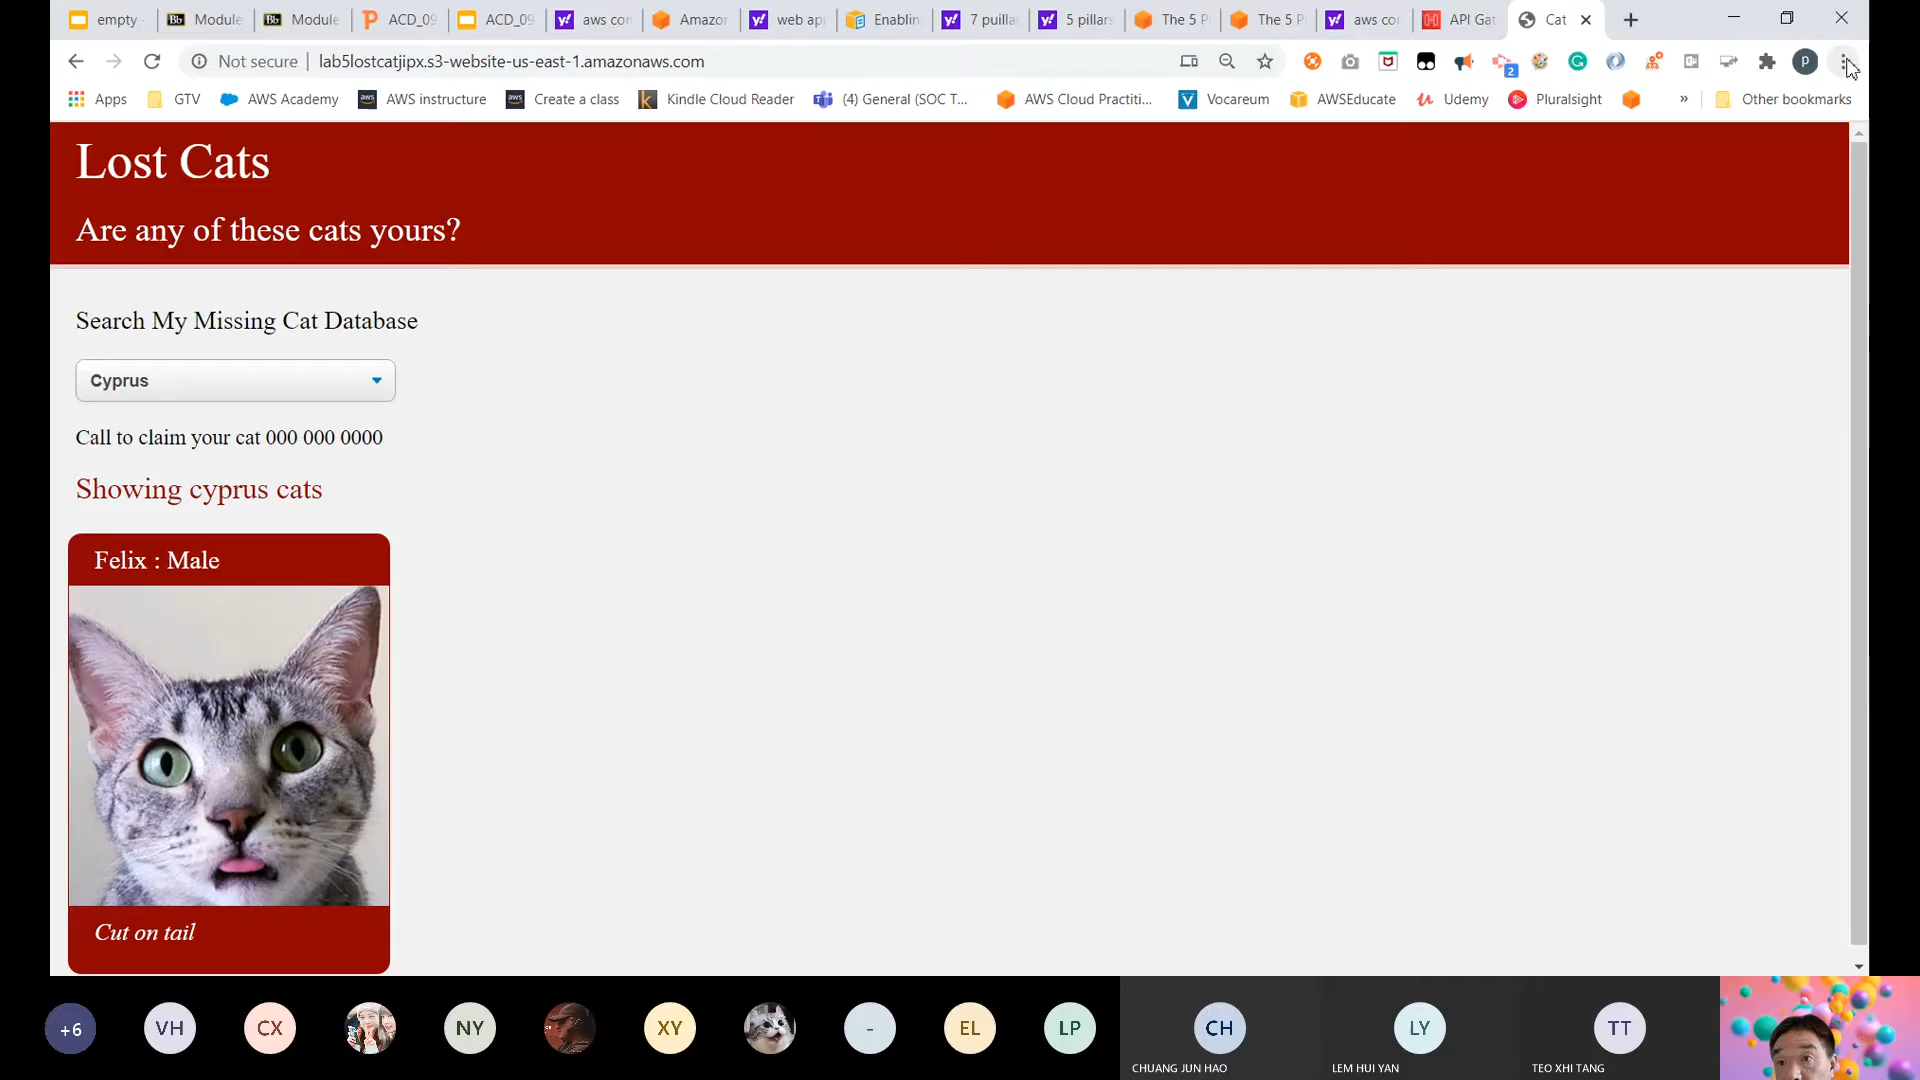 empty
Module
Module
ACD_09
ACD_09
aws con
Amazon
web ap
Enablin
7 puilla
5 pillars
The 5 P
The 5 P
aws co
API Gat
Cat
Not secure
lab5lostcatjipx.s3-website-us-east-1.amazonaws.com
2
P
Apps
GTV
AWS Academy
AWS instructure
Create a class
Kindle Cloud Reader
(4) General (SOC T...
AWS Cloud Practiti...
Vocareum
AWSEducate
Udemy
Pluralsight
»
Other bookmarks
Lost Cats
Are any of these cats yours?
Search My Missing Cat Database
Cyprus
Call to claim your cat 000 000 0000
Showing cyprus cats
Felix : Male
Cut on tail
+6
VH
CX
NY
XY
-
EL
LP
CH
LY
TT
CHUANG JUN HAO
LEM HUI YAN
TEO XHI TANG